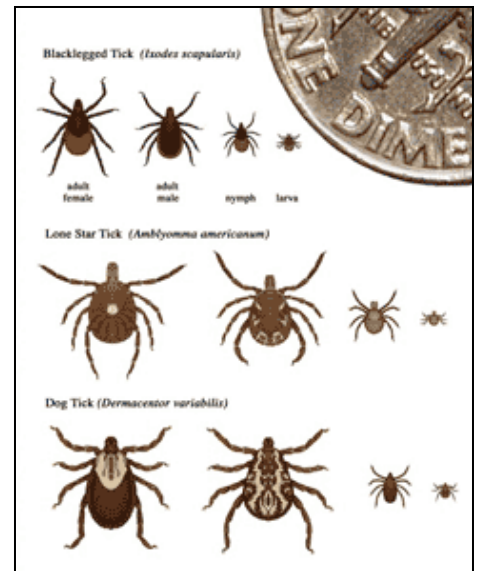 Blacklegged Tick (Ixodes scapularis)
ONE DIME
adult female
adult male
nymph
larva
Lone Star Tick (Amblyomma americanum)
Dog Tick (Dermacentor variabilis)